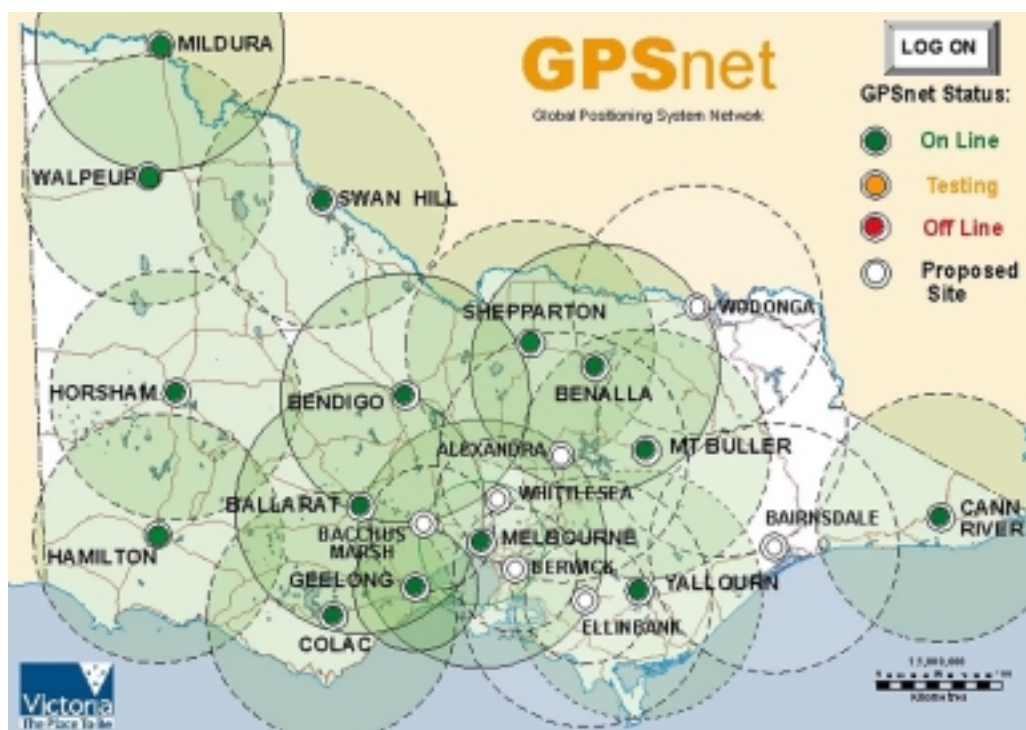 MILDURA
GPSnet
Global Positioning System Network
LOG ON
GPSnet Status:
On Line
Testing
Off Line
Proposed
Site
WALPEUP
SWAN HILL
SHEPPARTON
WODONGA
BENALLA
HORSHAM
BENDIGO
ALEXANDRA
MT BULLER
WHITTLESEA
BALLARAT
BACCHUS
MARSH
MELBOURNE
BAIRNSDALE
CANN
RIVER
HAMILTON
GEELONG
BERWICK
YALLOURN
ELLINBANK
COLAC
Victoria
The Place To Be
Kilometres